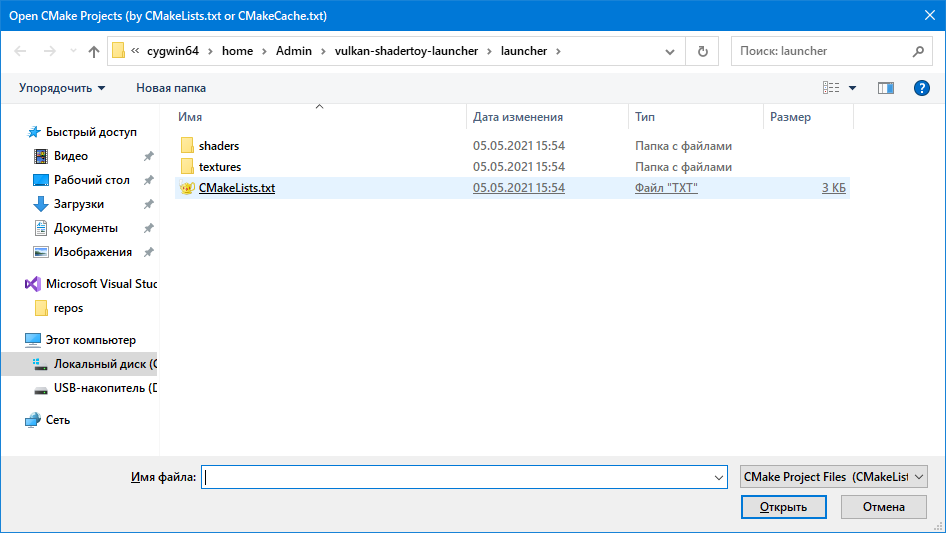 Open CMake Projects (by CMakeLists.txt or CMakeCache.txt)
« cygwin64 › home › Admin › vulkan-shadertoy-launcher › launcher ›
Поиск: launcher
Упорядочить
Новая папка
Имя
Дата изменения
Тип
Размер
Быстрый доступ
Видео
Рабочий стол
Загрузки
Документы
Изображения
Microsoft Visual Stuc
repos
Этот компьютер
Локальный диск (C
USB-накопитель (D
Сеть
shaders 05.05.2021 15:54 Папка с файлами
textures 05.05.2021 15:54 Папка с файлами
CMakeLists.txt 05.05.2021 15:54 Файл "TXT" 3 КБ
Имя файла:
CMake Project Files (CMakeList
Открыть
Отмена